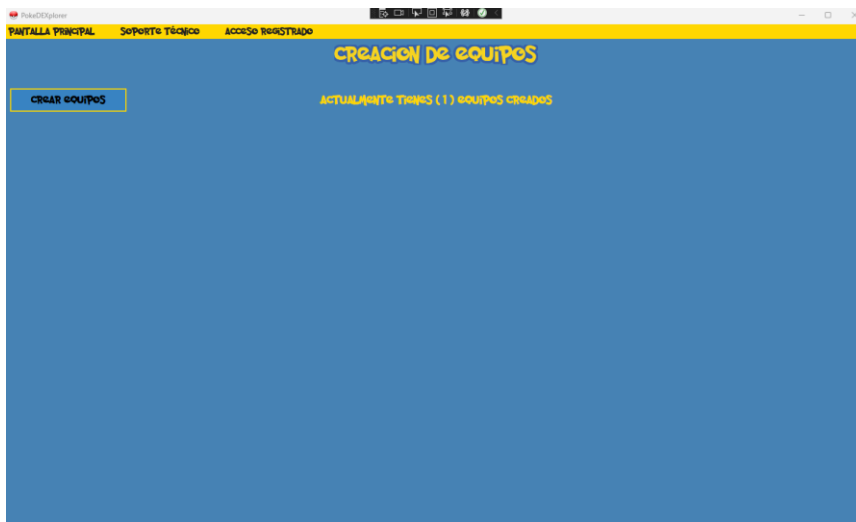 PokeDEXplorer
PANTALLA PRINCIPAL SOPORTE TÉCNICO ACCESO REGISTRADO
CREACION DE EQUIPOS
CREAR EQUIPOS ACTUALMENTE TIENES ( 1 ) EQUIPOS CREADOS